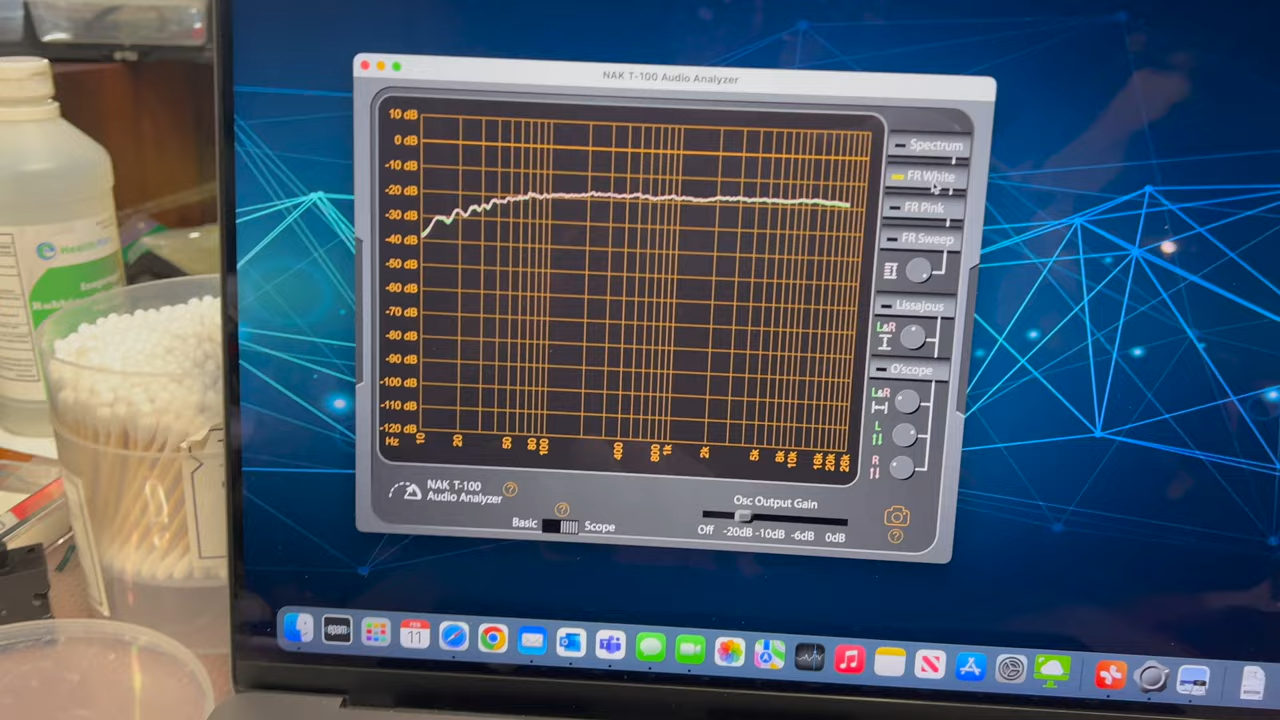 NAK T-100 Audio Analyzer
10 dB
0 dB
-10 dB
-20 dB
-30 dB
-40 dB
-50 dB
-60 dB
-70 dB
-80 dB
-90 dB
-100 dB
-110 dB
-120 dB
Hz 10 20 50 80 100 400 800 1k 2k 5k 8k 10k 16k 20k 26k
Spectrum
FR White
FR Pink
FR Sweep
Lissajous
L&R
O'scope
L&R
L
R
NAK T-100
Audio Analyzer
?
?
Basic
Scope
Osc Output Gain
Off -20dB -10dB -6dB 0dB
?
epam
FEB
11